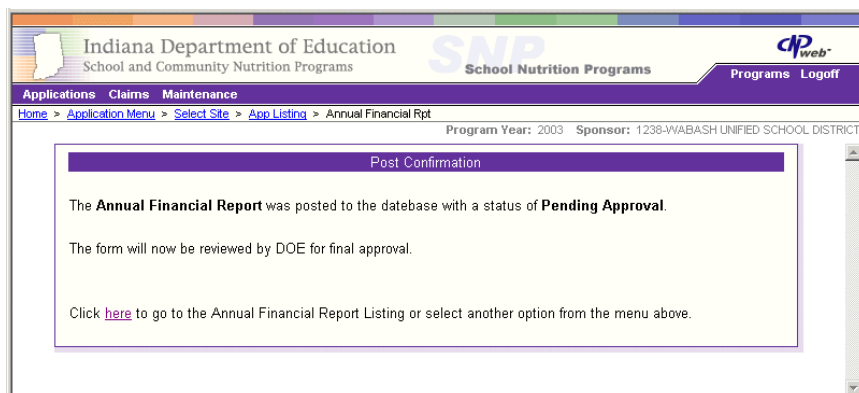 Indiana Department of Education
School and Community Nutrition Programs
SNP
School Nutrition Programs
CNPweb
Programs Logoff
Applications Claims Maintenance
Home > Application Menu > Select Site > App Listing > Annual Financial Rpt
Program Year: 2003 Sponsor: 1238-WABASH UNIFIED SCHOOL DISTRICT
Post Confirmation
The Annual Financial Report was posted to the datebase with a status of Pending Approval.
The form will now be reviewed by DOE for final approval.
Click here to go to the Annual Financial Report Listing or select another option from the menu above.